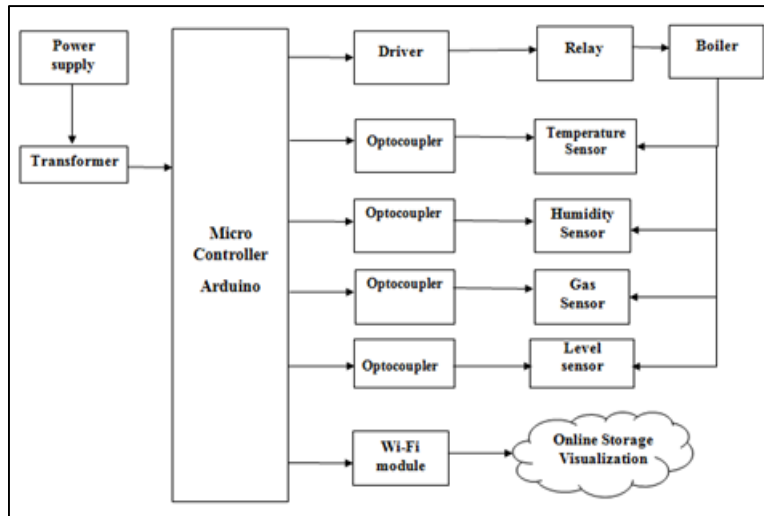 Power
supply
Transformer
Micro
Controller
Arduino
Driver
Relay
Boiler
Optocoupler
Temperature
Sensor
Optocoupler
Humidity
Sensor
Optocoupler
Gas
Sensor
Optocoupler
Level
sensor
Wi-Fi
module
Online Storage
Visualization